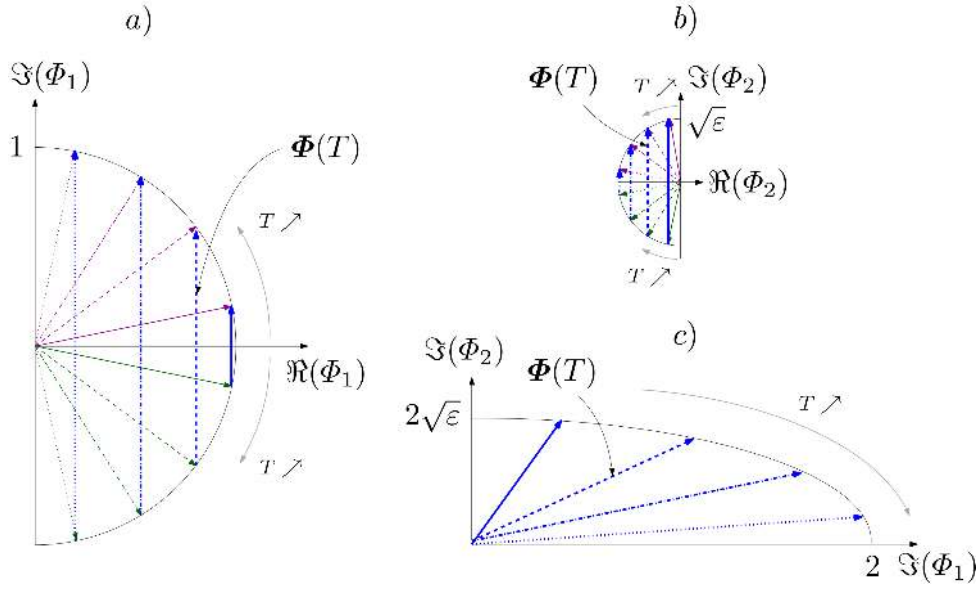 a)
ℑ(Φ₁)
1
Φ(T)
T ↗
ℜ(Φ₁)
T ↗
b)
T ↗
ℑ(Φ₂)
Φ(T)
√ε
ℜ(Φ₂)
T ↗
c)
ℑ(Φ₂)
Φ(T)
T ↗
2√ε
2
ℑ(Φ₁)